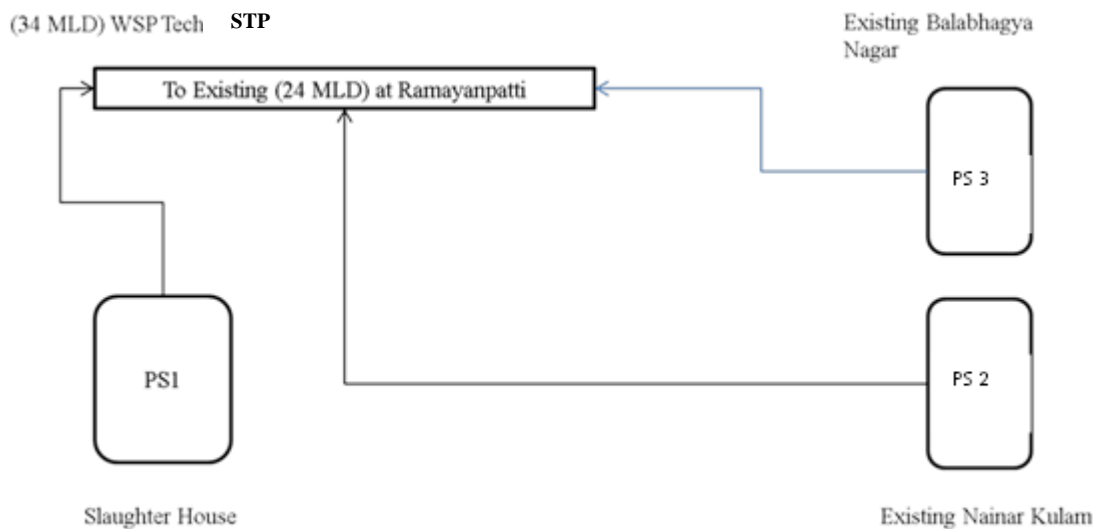 (34 MLD) WSP Tech STP
Existing Balabhagya
Nagar
To Existing (24 MLD) at Ramayanpatti
PS 3
PS1
PS 2
Slaughter House
Existing Nainar Kulam